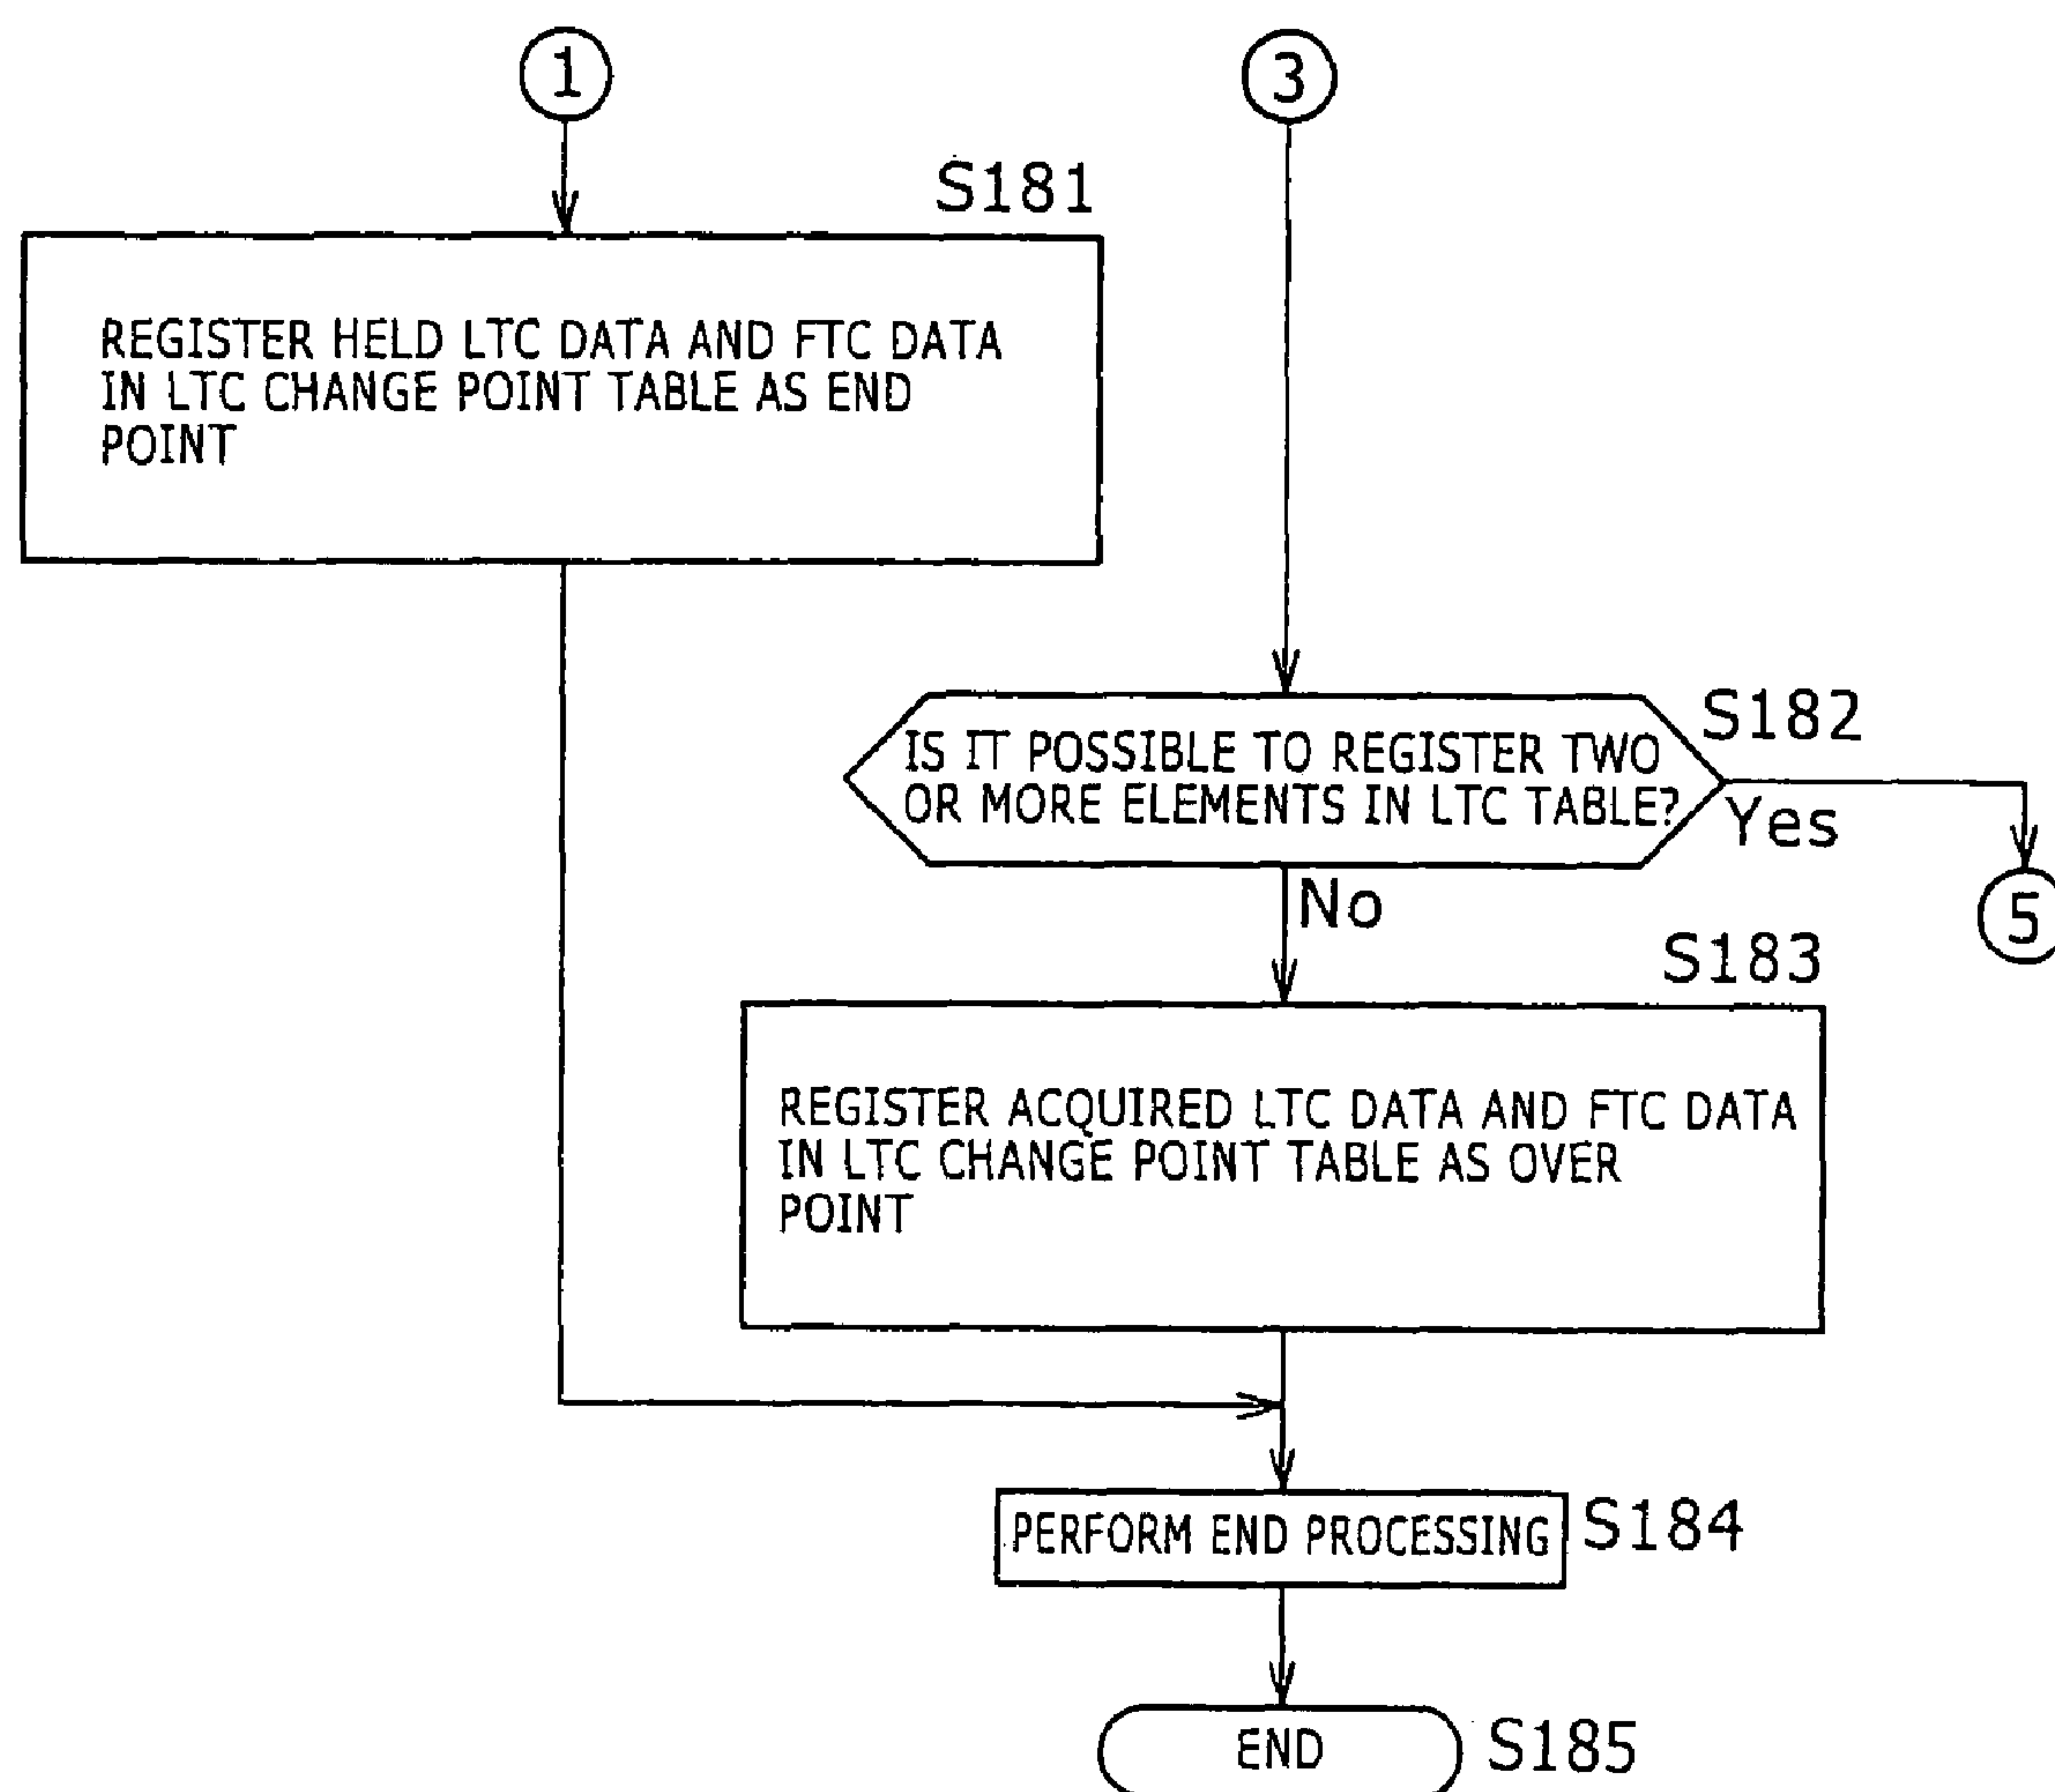 1
3
S181
REGISTER HELD LTC DATA AND FTC DATA
IN LTC CHANGE POINT TABLE AS END
POINT
S182
IS IT POSSIBLE TO REGISTER TWO
OR MORE ELEMENTS IN LTC TABLE?
Yes
No
5
S183
REGISTER ACQUIRED LTC DATA AND FTC DATA
IN LTC CHANGE POINT TABLE AS OVER
POINT
PERFORM END PROCESSING
S184
END
S185